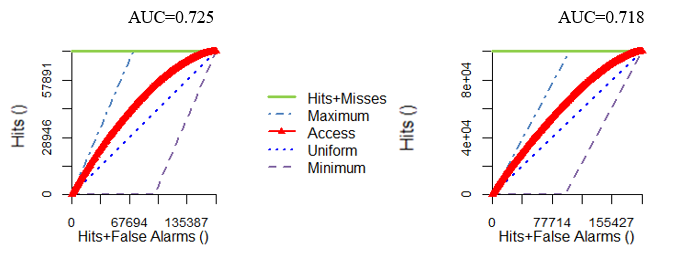 AUC=0.725
57891
28946
0
Hits ()
0 67694 135387
Hits+False Alarms ()
Hits+Misses
Maximum
Access
Uniform
Minimum
AUC=0.718
8e+04
4e+04
0
Hits ()
0 77714 155427
Hits+False Alarms ()